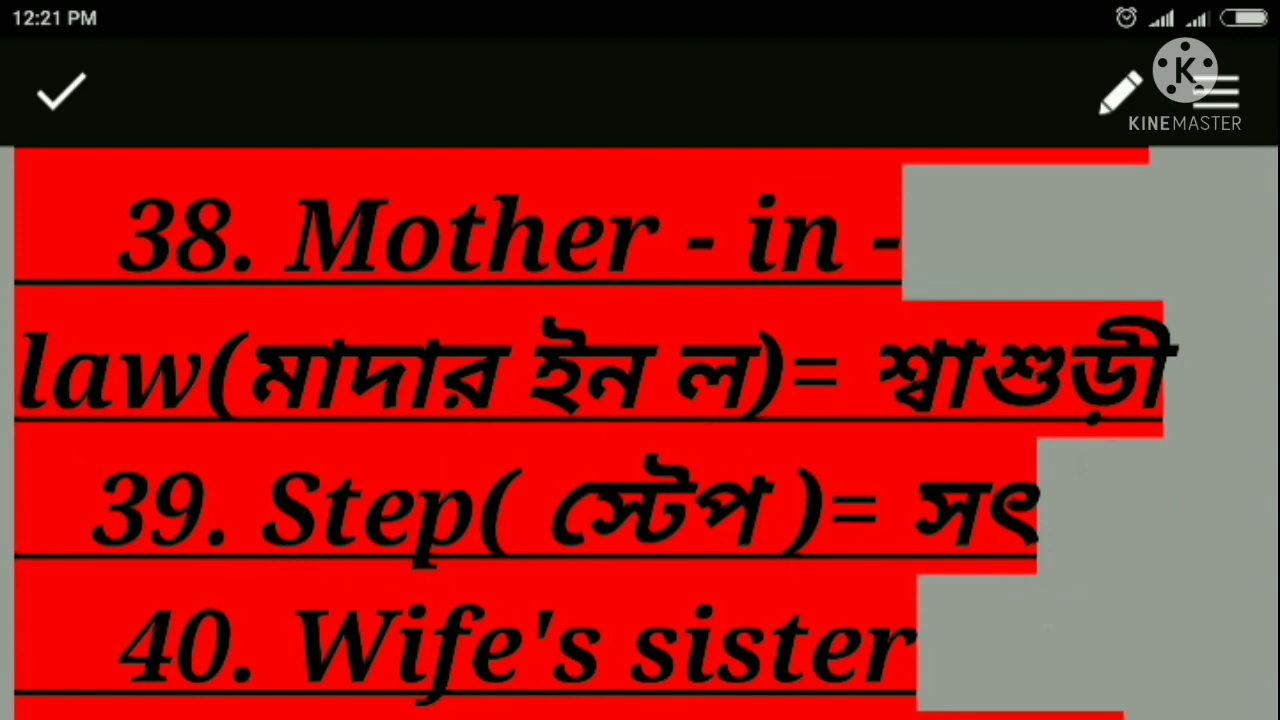 12:21 PM
KINEMASTER
38. Mother - in -
law(মাদার ইন ল)= শ্বাশুড়ী
39. Step( স্টেপ )= সৎ
40. Wife's sister